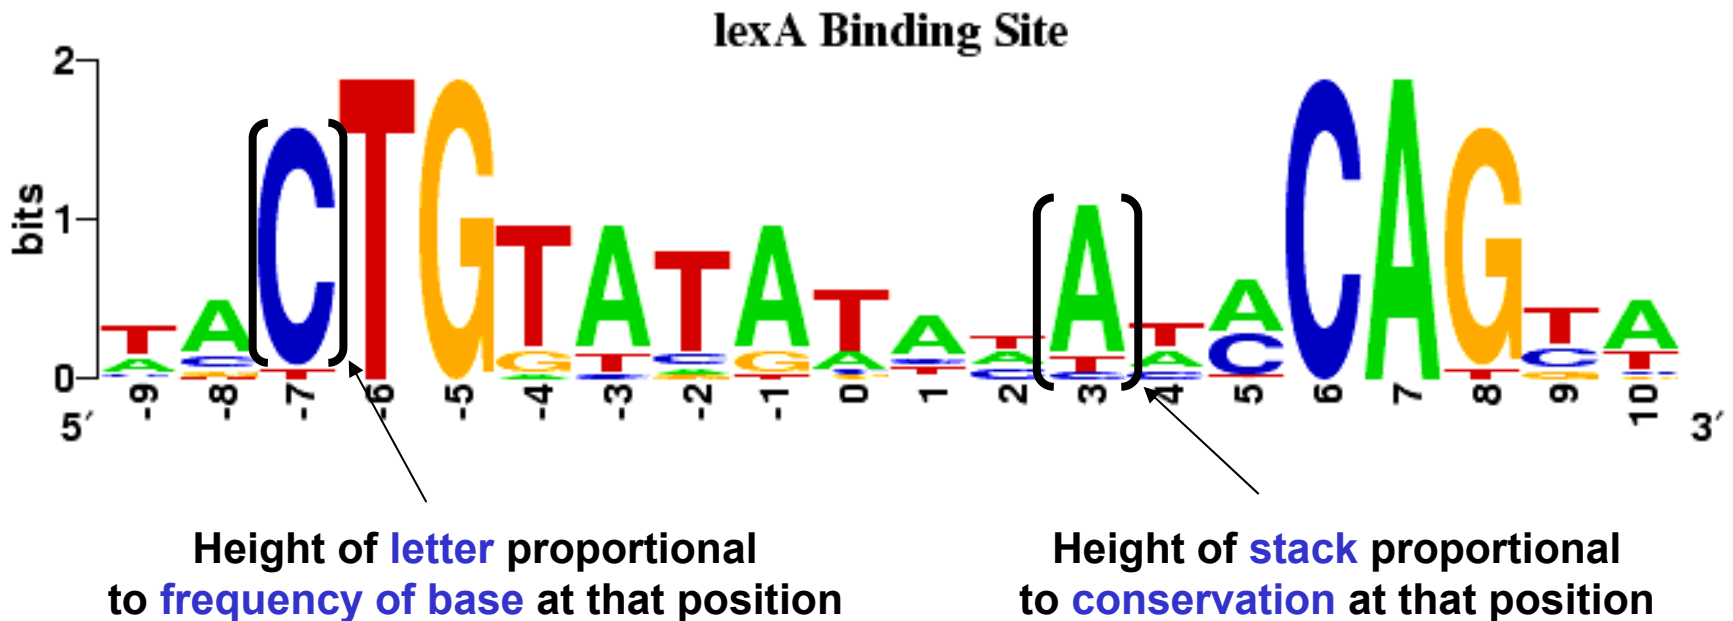 lexA Binding Site
2
bits
1
0
T A C T G T A T A T A T A T A C A G T A
A C T G T C G A C A T A C T C
C G A C A G T C T C C T C T G
5′ -9 -8 -7 -6 -5 -4 -3 -2 -1 0 1 2 3 4 5 6 7 8 9 10 3′
Height of letter proportional
to frequency of base at that position
Height of stack proportional
to conservation at that position